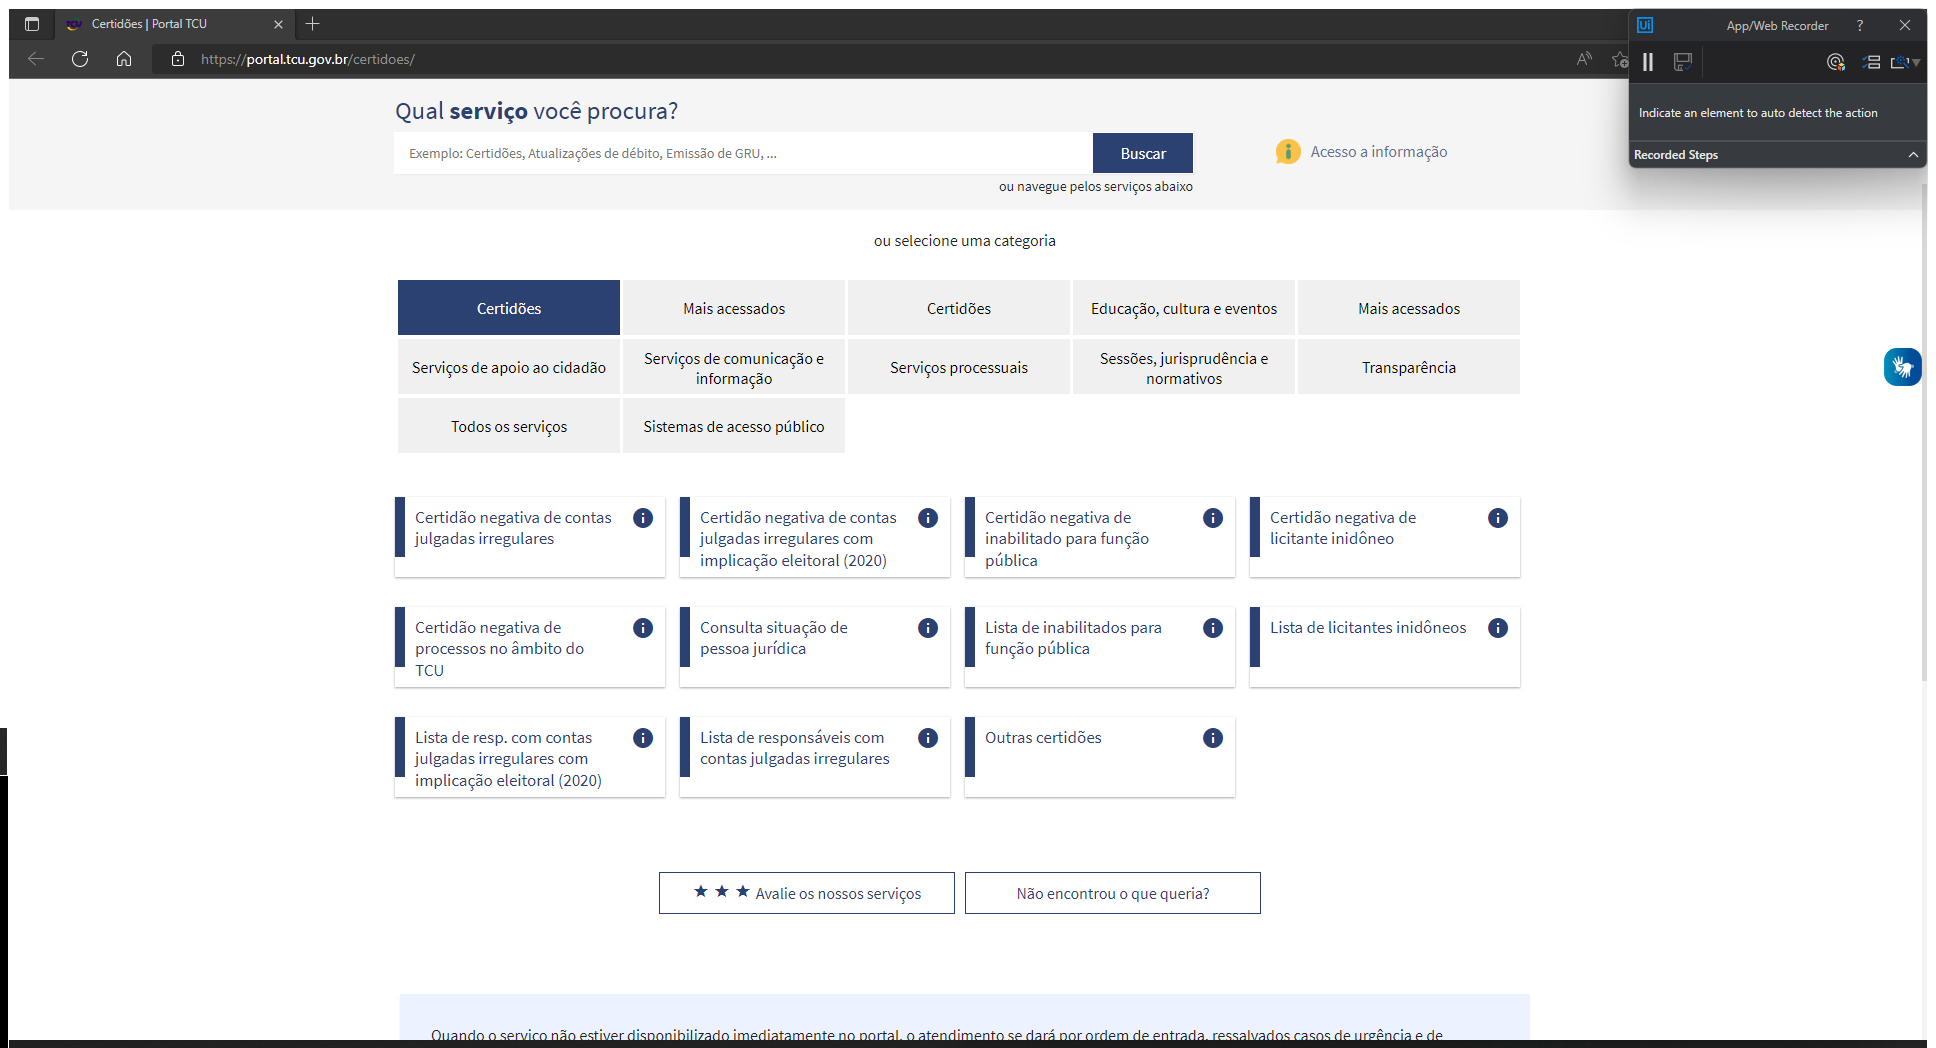 Certidões | Portal TCU
App/Web Recorder ?
https://portal.tcu.gov.br/certidoes/
Indicate an element to auto detect the action
Recorded Steps
Qual serviço você procura?
Exemplo: Certidões, Atualizações de débito, Emissão de GRU, ...
Buscar
Acesso a informação
ou navegue pelos serviços abaixo
ou selecione uma categoria
Certidões
Mais acessados
Certidões
Educação, cultura e eventos
Mais acessados
Serviços de apoio ao cidadão
Serviços de comunicação e
informação
Serviços processuais
Sessões, jurisprudência e
normativos
Transparência
Todos os serviços
Sistemas de acesso público
Certidão negativa de contas
julgadas irregulares
Certidão negativa de contas
julgadas irregulares com
implicação eleitoral (2020)
Certidão negativa de
inabilitado para função
pública
Certidão negativa de
licitante inidôneo
Certidão negativa de
processos no âmbito do
TCU
Consulta situação de
pessoa jurídica
Lista de inabilitados para
função pública
Lista de licitantes inidôneos
Lista de resp. com contas
julgadas irregulares com
implicação eleitoral (2020)
Lista de responsáveis com
contas julgadas irregulares
Outras certidões
★ ★ ★ Avalie os nossos serviços
Não encontrou o que queria?
Quando o serviço não estiver disponibilizado imediatamente no portal, o atendimento se dará por ordem de entrada, ressalvados casos de urgência e de